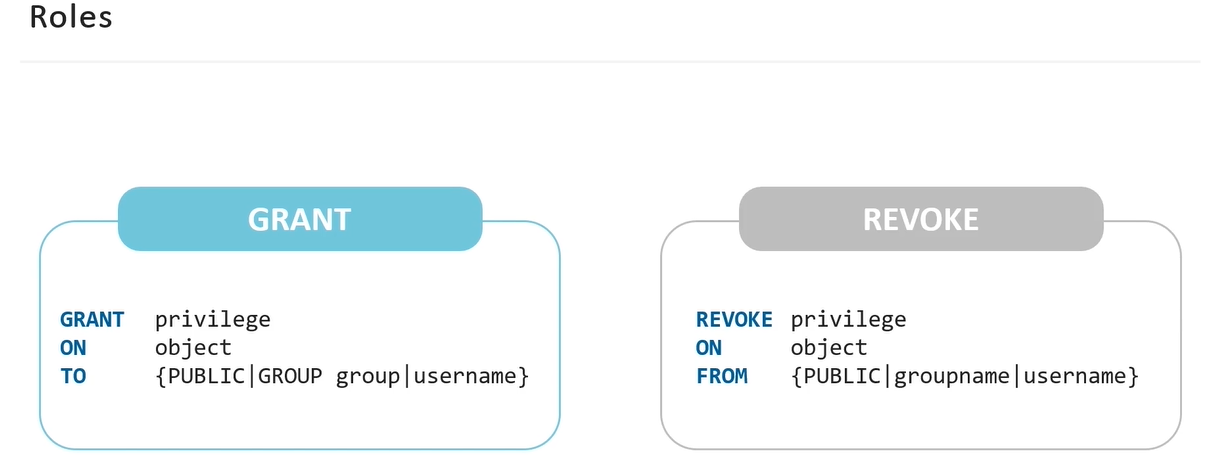 Roles
GRANT
GRANT privilege
ON object
TO {PUBLIC|GROUP group|username}
REVOKE
REVOKE privilege
ON object
FROM {PUBLIC|groupname|username}